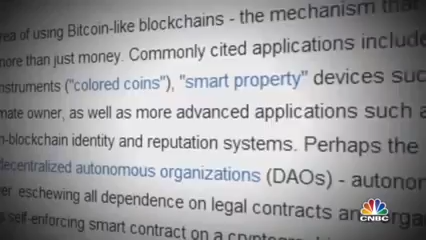 rea of using Bitcoin-like blockchains - the mechanism that
more than just money. Commonly cited applications include
nstruments ("colored coins"), "smart property" devices suc
mate owner, as well as more advanced applications such a
n-blockchain identity and reputation systems. Perhaps the
decentralized autonomous organizations (DAOs) - autonom
er eschewing all dependence on legal contracts and orga
a self-enforcing smart contract on a cryptogra
CNBC